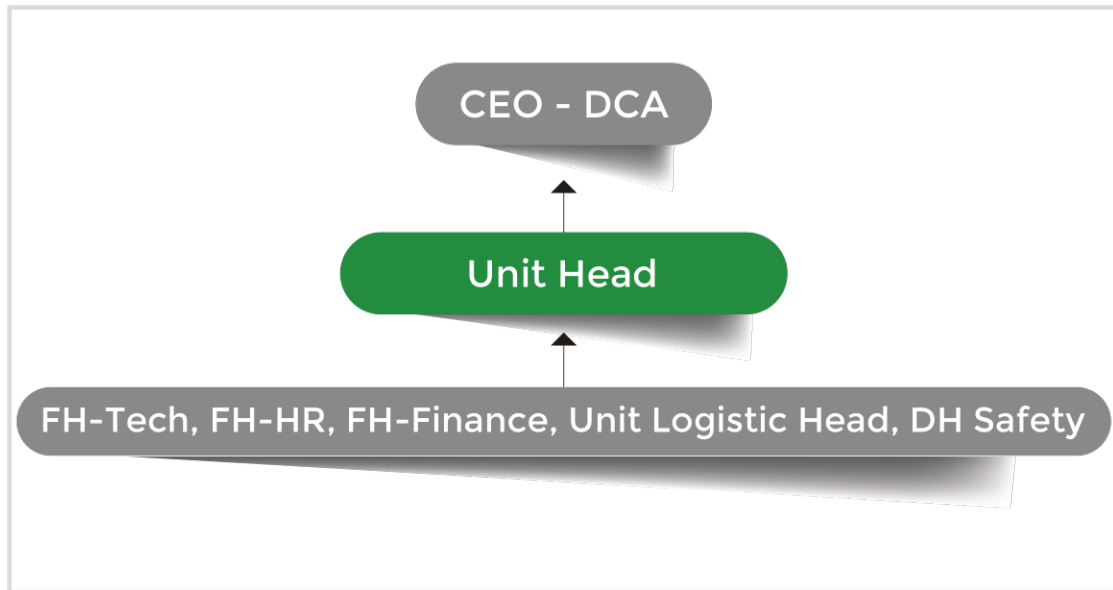 CEO - DCA
Unit Head
FH-Tech, FH-HR, FH-Finance, Unit Logistic Head, DH Safety